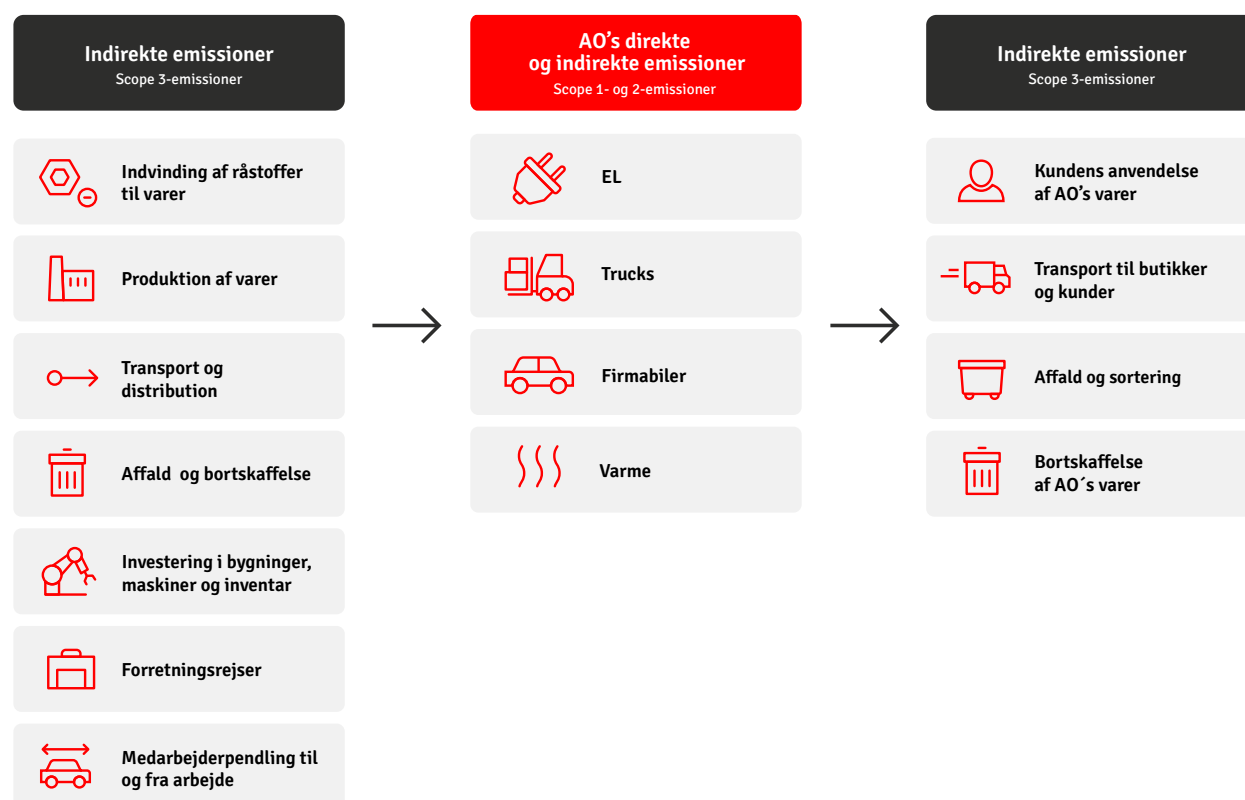 Indirekte emissioner
Scope 3-emissioner
Indvinding af råstoffer
til varer
Produktion af varer
Transport og
distribution
Affald  og bortskaffelse
Investering i bygninger,
maskiner og inventar
Forretningsrejser
Medarbejderpendling til
og fra arbejde
AO’s direkte
og indirekte emissioner
Scope 1- og 2-emissioner
EL
Trucks
Firmabiler
Varme
Indirekte emissioner
Scope 3-emissioner
Kundens anvendelse
af AO’s varer
Transport til butikker
og kunder
Affald og sortering
Bortskaffelse
af AO´s varer